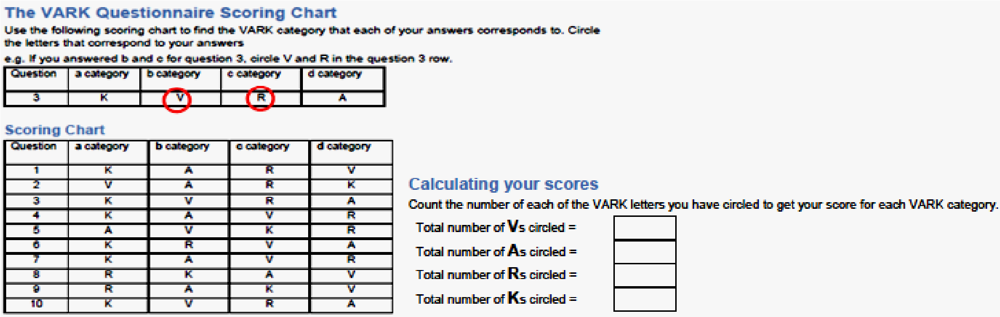 The VARK Questionnaire Scoring Chart
Use the following scoring chart to find the VARK category that each of your answers corresponds to. Circle
the letters that correspond to your answers
e.g. If you answered b and c for question 3, circle V and R in the question 3 row.
Question a category b category c category d category
3 K V R A
Scoring Chart
Question a category b category c category d category
1 K A R V
2 V A R K
3 K V R A
4 K A V R
5 A V K R
6 K R V A
7 K A V R
8 R K A V
9 R A K V
10 K V R A
Calculating your scores
Count the number of each of the VARK letters you have circled to get your score for each VARK category.
Total number of Vs circled =
Total number of As circled =
Total number of Rs circled =
Total number of Ks circled =